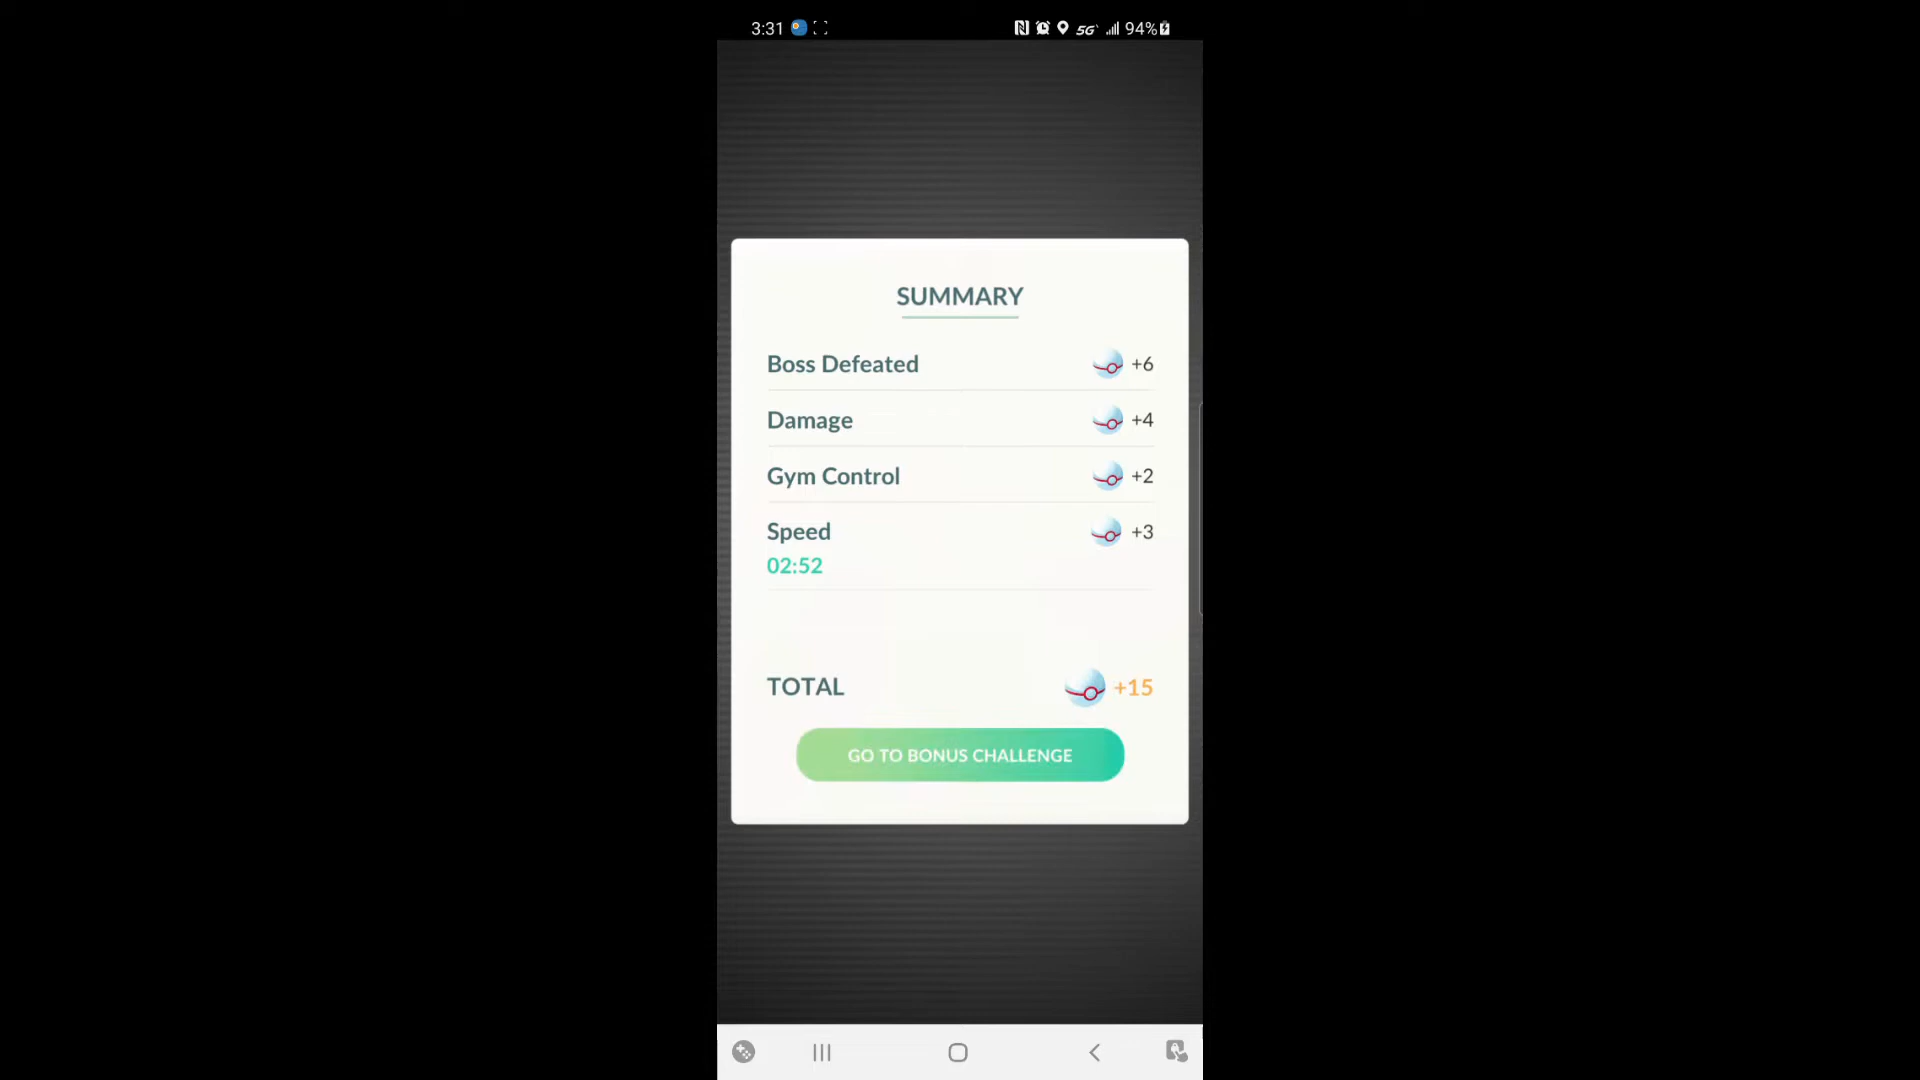 3:31 5G 94%
SUMMARY
Boss Defeated +6
Damage +4
Gym Control +2
Speed +3
02:52
TOTAL +15
GO TO BONUS CHALLENGE